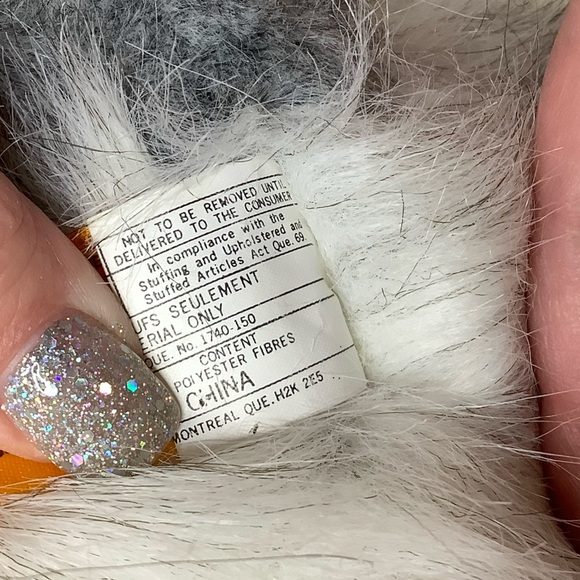 NOT TO BE REMOVED UNTIL
DELIVERED TO THE CONSUMER
In compliance with the
Stuffing and Upholstered and
Stuffed Articles Act Que. 69
UFS SEULEMENT
ERIAL ONLY
QUE. No. 1740-150
CONTENT
POLYESTER FIBRES
CHINA
MONTREAL QUE. H2K 2E5